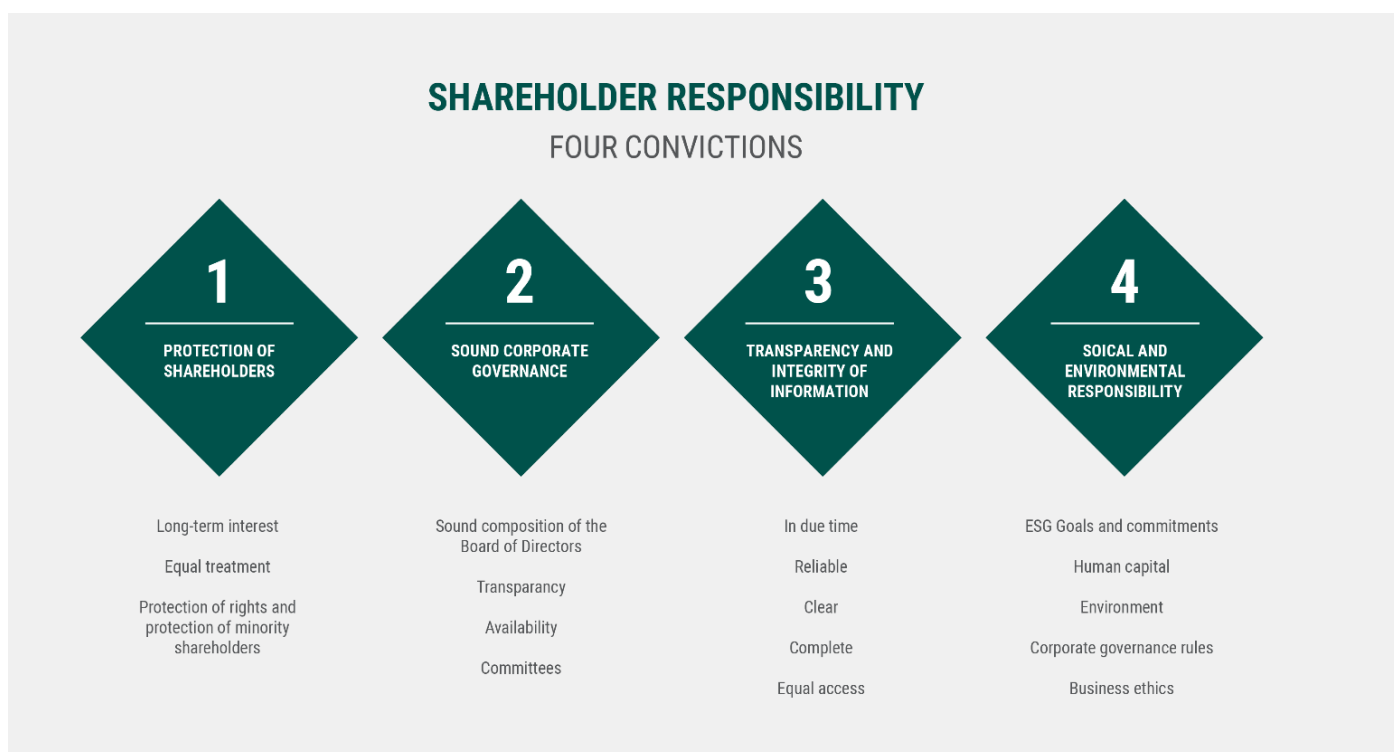 SHAREHOLDER RESPONSIBILITY
FOUR CONVICTIONS
1
PROTECTION OF
SHAREHOLDERS
Long-term interest
Equal treatment
Protection of rights and
protection of minority
shareholders
2
SOUND CORPORATE
GOVERNANCE
Sound composition of the
Board of Directors
Transparancy
Availability
Committees
3
TRANSPARENCY AND
INTEGRITY OF
INFORMATION
In due time
Reliable
Clear
Complete
Equal access
4
SOICAL AND
ENVIRONMENTAL
RESPONSIBILITY
ESG Goals and commitments
Human capital
Environment
Corporate governance rules
Business ethics